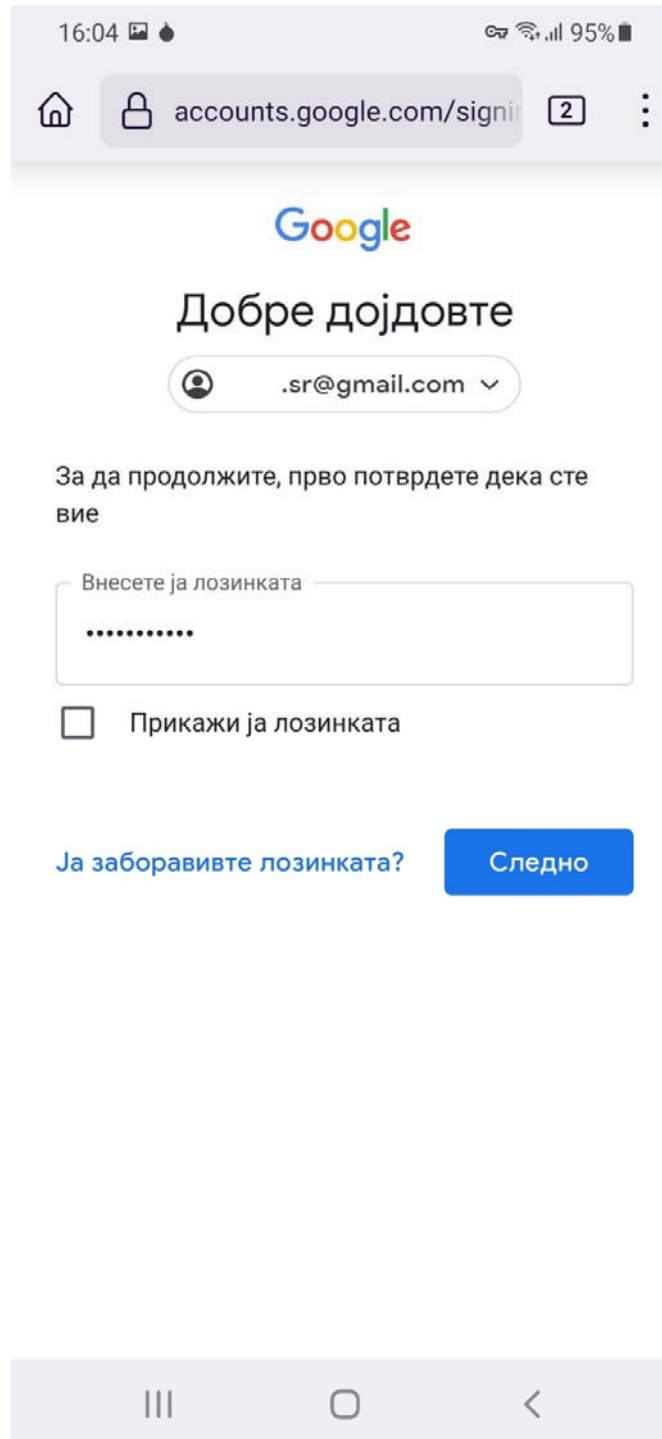 16:04 95%
accounts.google.com/signi
2
Google
Добре дојдовте
.sr@gmail.com
За да продолжите, прво потврдете дека сте
вие
Внесете ја лозинката
•••••••••••
Прикажи ја лозинката
Ја заборавивте лозинката? Следно